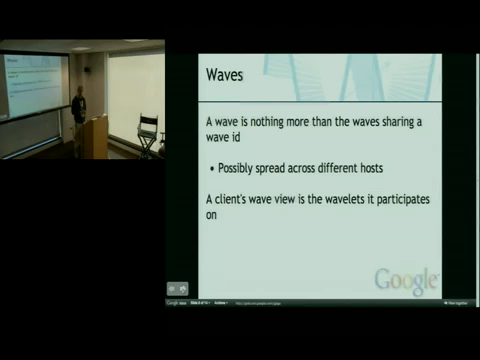 Waves
A wave is nothing more than the waves sharing a
wave id
• Possibly spread across different hosts
A client's wave view is the wavelets it participates
on
Google